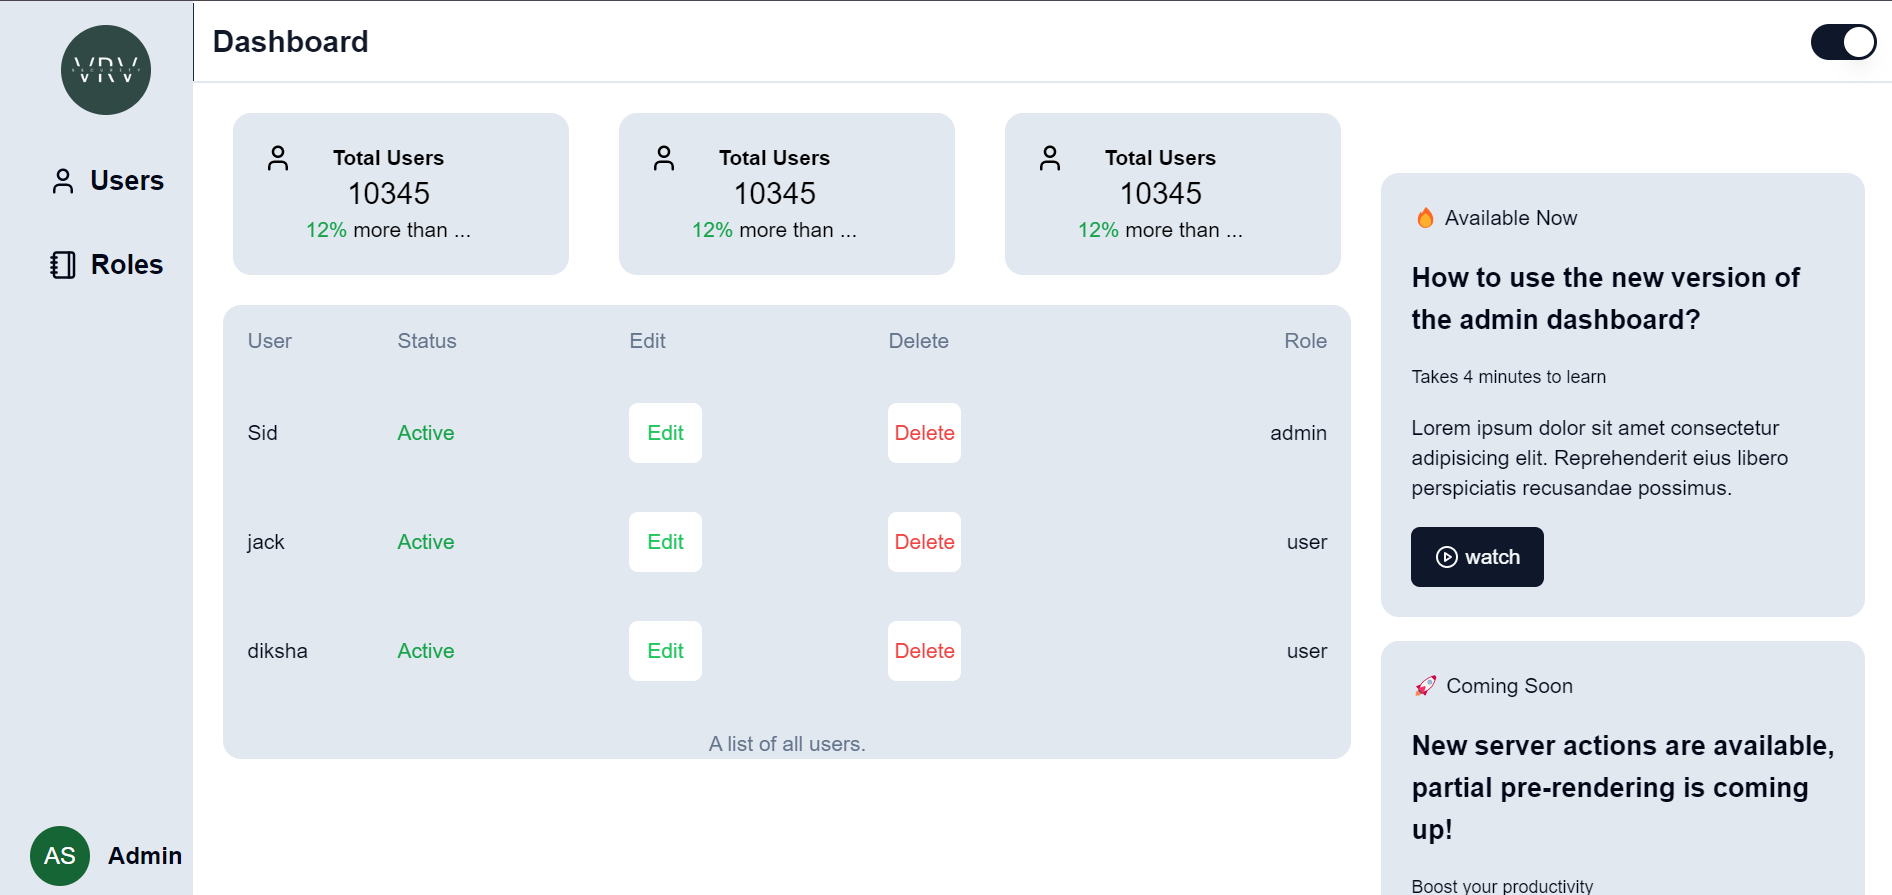 VRV
SECURITY
Users
Roles
AS Admin
Dashboard
Total Users
10345
12% more than ...
Total Users
10345
12% more than ...
Total Users
10345
12% more than ...
User Status Edit Delete Role
Sid Active Edit Delete admin
jack Active Edit Delete user
diksha Active Edit Delete user
A list of all users.
🔥 Available Now
How to use the new version of
the admin dashboard?
Takes 4 minutes to learn
Lorem ipsum dolor sit amet consectetur
adipisicing elit. Reprehenderit eius libero
perspiciatis recusandae possimus.
watch
🚀 Coming Soon
New server actions are available,
partial pre-rendering is coming
up!
Boost your productivity